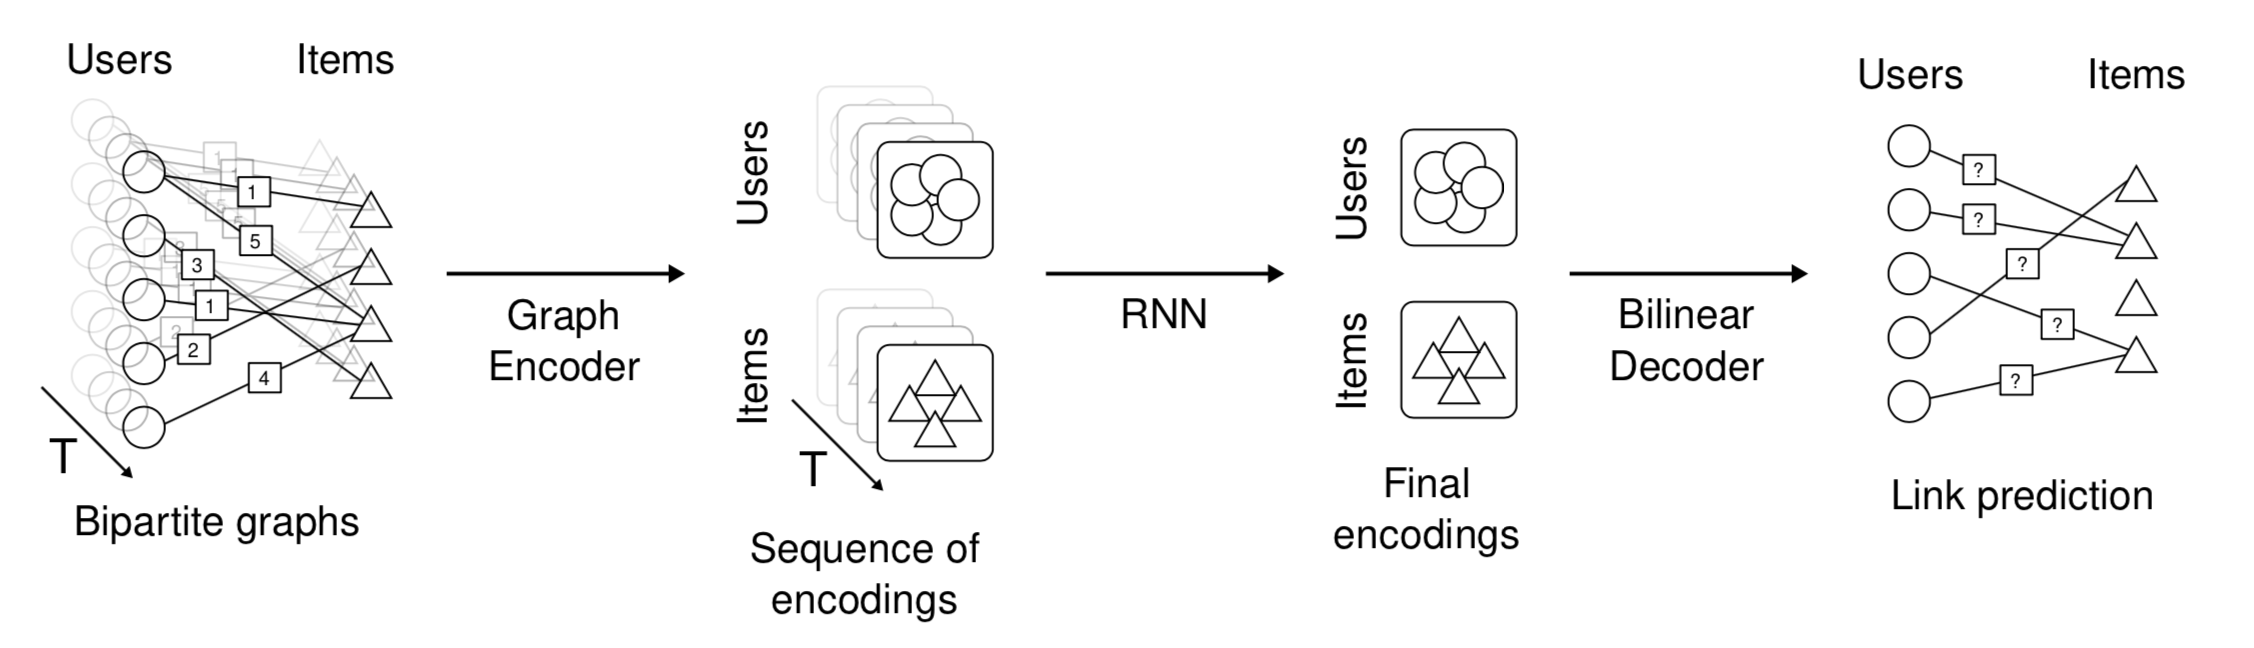 Users
Items
1
5
3
1
2
4
T
Bipartite graphs
Graph
Encoder
Users
Items
T
Sequence of
encodings
RNN
Users
Items
Final
encodings
Bilinear
Decoder
Users
Items
?
?
?
?
?
Link prediction